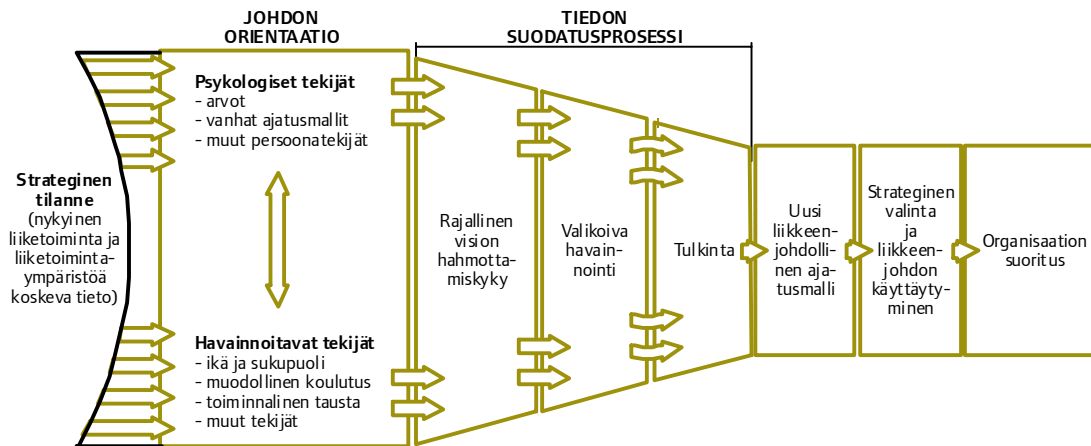 JOHDON
ORIENTAATIO
TIEDON
SUODATUSPROSESSI
Strateginen
tilanne
(nykyinen
liiketoiminta ja
liiketoiminta-
ympäristöä
koskeva tieto)
Psykologiset tekijät
- arvot
- vanhat ajatusmallit
- muut persoonatekijät
Havainnoitavat tekijät
- ikä ja sukupuoli
- muodollinen koulutus
- toiminnalinen tausta
- muut tekijät
Rajallinen
vision
hahmotta-
miskyky
Valikoiva
havain-
nointi
Tulkinta
Uusi
liikkeen-
johdolli-
nen aja-
tusmalli
Strateginen
valinta
ja
liikkeen-
johdon
käyttäyty-
minen
Organisaation
suoritus